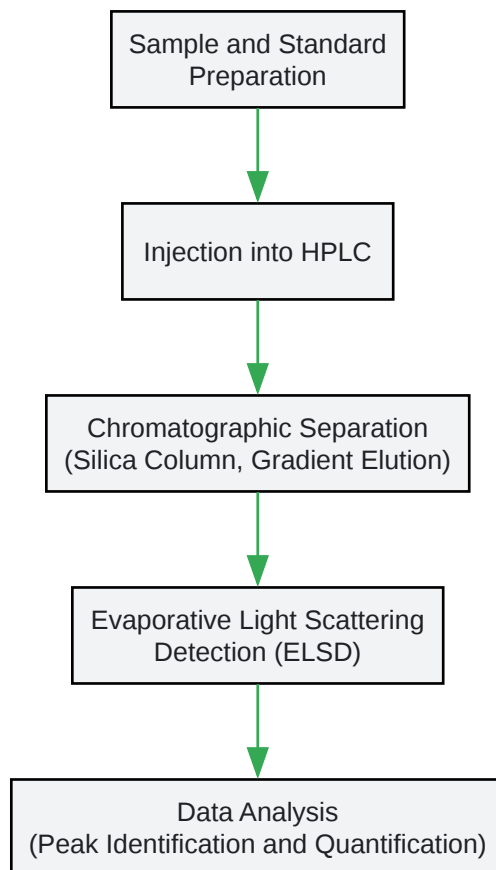 Sample and Standard
Preparation
Injection into HPLC
Chromatographic Separation
(Silica Column, Gradient Elution)
Evaporative Light Scattering
Detection (ELSD)
Data Analysis
(Peak Identification and Quantification)